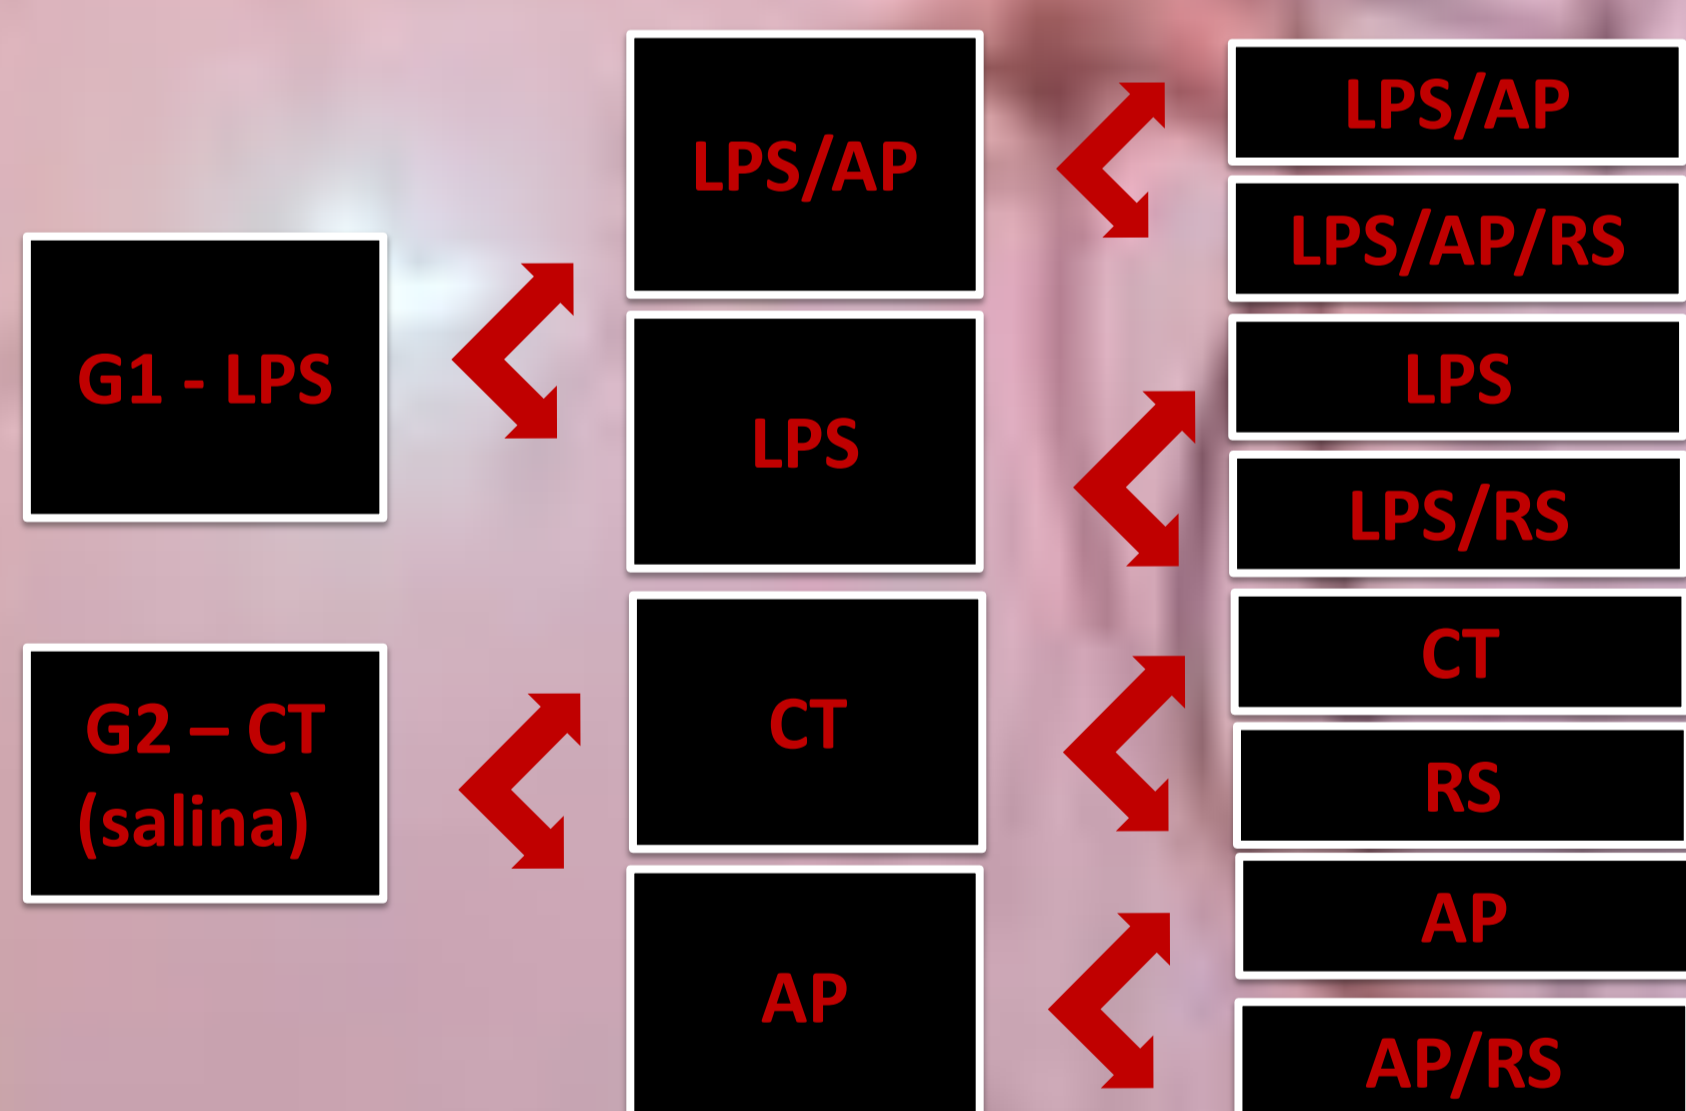 G1 - LPS
G2 – CT
(salina)
LPS/AP
LPS
CT
AP
LPS/AP
LPS/AP/RS
LPS
LPS/RS
CT
RS
AP
AP/RS